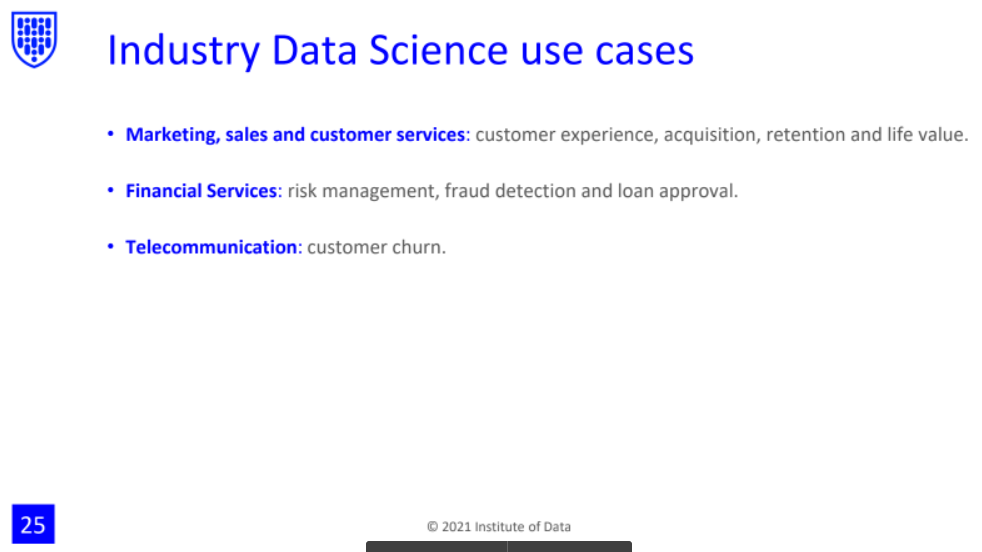 Industry Data Science use cases
• Marketing, sales and customer services: customer experience, acquisition, retention and life value.
• Financial Services: risk management, fraud detection and loan approval.
• Telecommunication: customer churn.
25
© 2021 Institute of Data